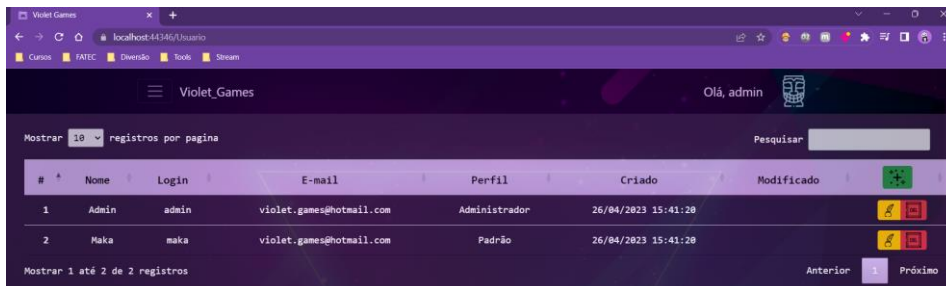 Violet Games
localhost:44346/Usuario
Cursos FATEC Diversão Tools Stream
Violet_Games Olá, admin
Mostrar 10 registros por pagina Pesquisar
# Nome Login E-mail Perfil Criado Modificado
1 Admin admin violet.games@hotmail.com Administrador 26/04/2023 15:41:20
2 Maka maka violet.games@hotmail.com Padrão 26/04/2023 15:41:20
Mostrar 1 até 2 de 2 registros Anterior 1 Próximo